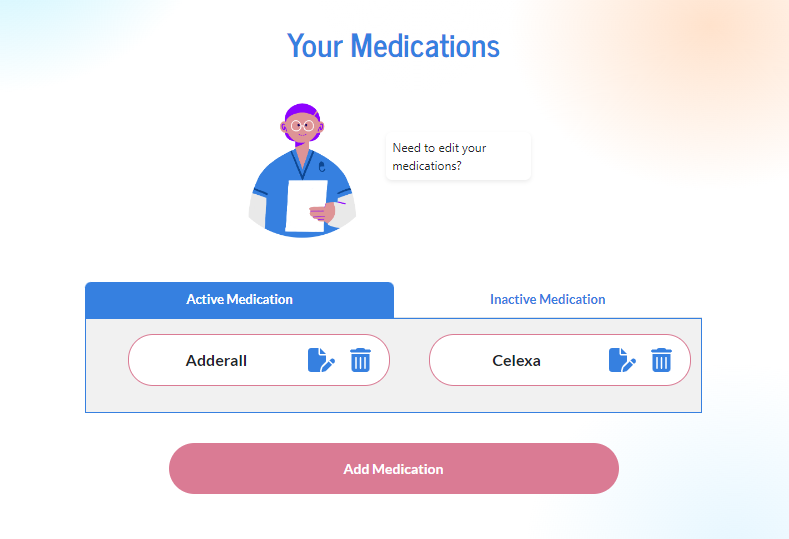 Your Medications
Need to edit your
medications?
Active Medication
Inactive Medication
Adderall
Celexa
Add Medication